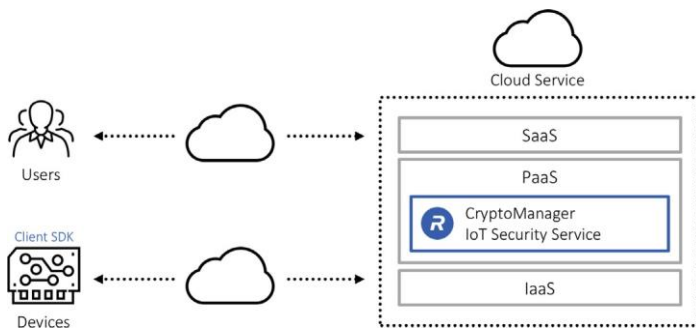 Cloud Service
Users
SaaS
PaaS
R
CryptoManager
IoT Security Service
Client SDK
IaaS
Devices